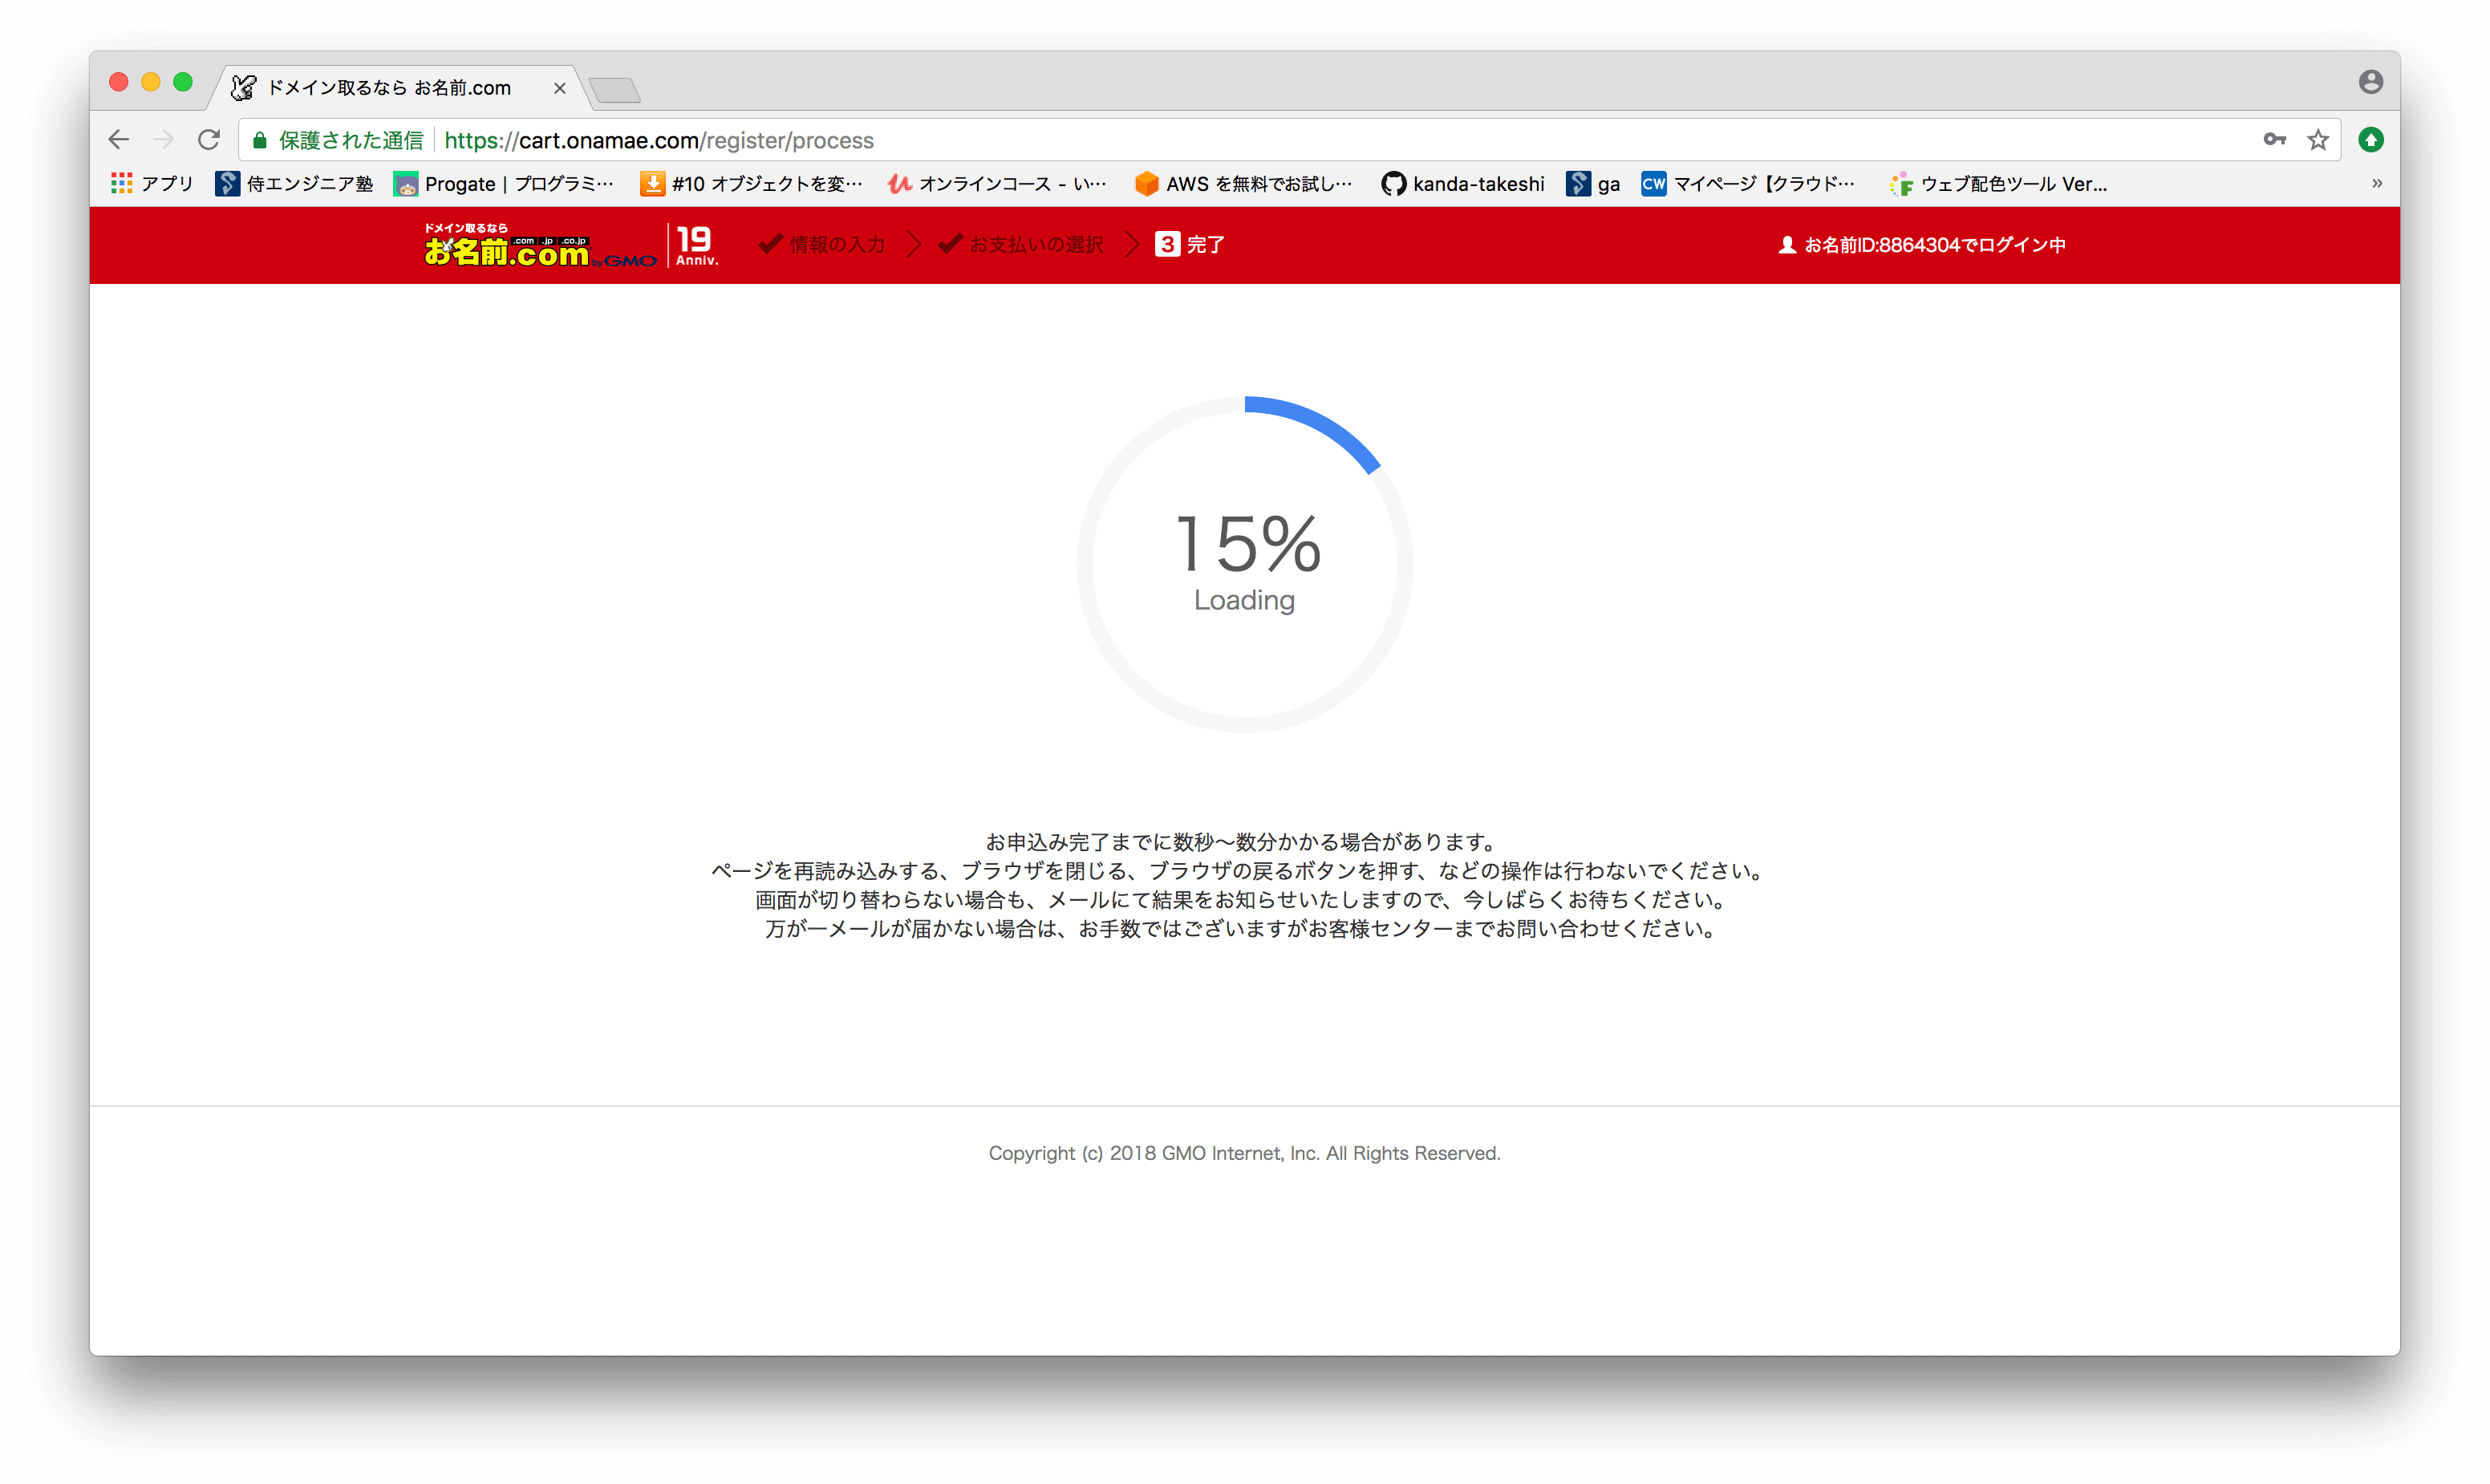 ドメイン取るなら お名前.com
保護された通信 https://cart.onamae.com/register/process
アプリ 侍エンジニア塾 Progate | プログラミ… #10 オブジェクトを変… オンラインコース - い… AWS を無料でお試し… kanda-takeshi ga CW マイページ【クラウド… ウェブ配色ツール Ver... »
ドメイン取るなら
お名前.com .com .jp .co.jp by GMO 19 Anniv. 情報の入力 お支払いの選択 3 完了 お名前ID:8864304でログイン中
15%
Loading
お申込み完了までに数秒〜数分かかる場合があります。
ページを再読み込みする、ブラウザを閉じる、ブラウザの戻るボタンを押す、などの操作は行わないでください。
画面が切り替わらない場合も、メールにて結果をお知らせいたしますので、今しばらくお待ちください。
万が一メールが届かない場合は、お手数ではございますがお客様センターまでお問い合わせください。
Copyright (c) 2018 GMO Internet, Inc. All Rights Reserved.